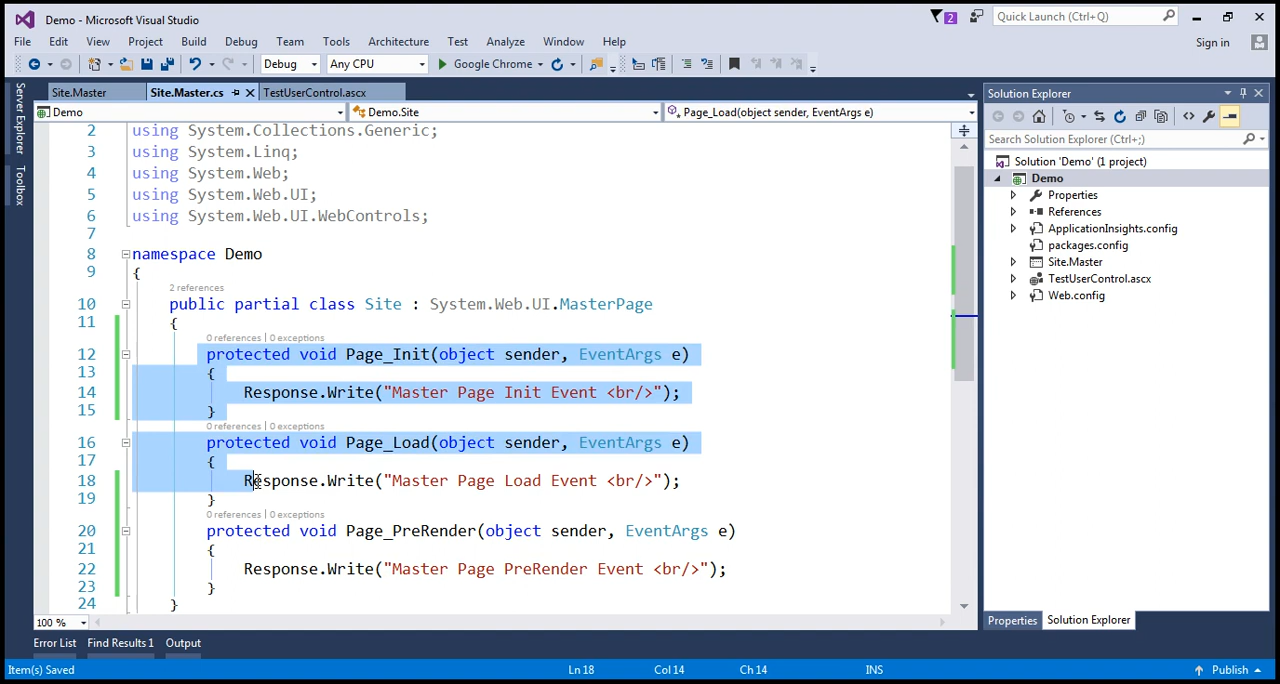 Demo - Microsoft Visual Studio
2
Quick Launch (Ctrl+Q)
File Edit View Project Build Debug Team Tools Architecture Test Analyze Window Help
Sign in
Debug Any CPU Google Chrome
Server Explorer
Toolbox
Site.Master Site.Master.cs TestUserControl.ascx
Demo Demo.Site Page_Load(object sender, EventArgs e)
2 using System.Collections.Generic;
3 using System.Linq;
4 using System.Web;
5 using System.Web.UI;
6 using System.Web.UI.WebControls;
7
8 namespace Demo
9 {
2 references
10 public partial class Site : System.Web.UI.MasterPage
11 {
0 references | 0 exceptions
12 protected void Page_Init(object sender, EventArgs e)
13 {
14 Response.Write("Master Page Init Event <br/>");
15 }
0 references | 0 exceptions
16 protected void Page_Load(object sender, EventArgs e)
17 {
18 Response.Write("Master Page Load Event <br/>");
19 }
0 references | 0 exceptions
20 protected void Page_PreRender(object sender, EventArgs e)
21 {
22 Response.Write("Master Page PreRender Event <br/>");
23 }
24 }
100 %
Solution Explorer
Search Solution Explorer (Ctrl+;)
Solution 'Demo' (1 project)
Demo
Properties
References
ApplicationInsights.config
packages.config
Site.Master
TestUserControl.ascx
Web.config
Properties Solution Explorer
Error List Find Results 1 Output
Item(s) Saved Ln 18 Col 14 Ch 14 INS Publish